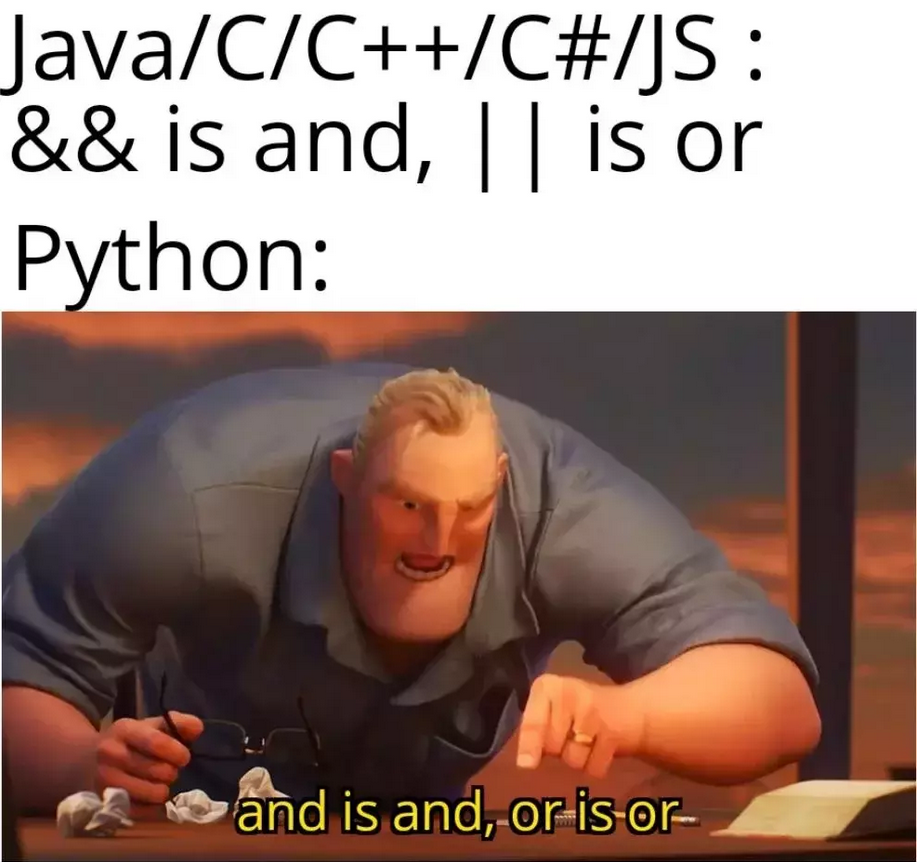 Java/C/C++/C#/JS :
&& is and, || is or
Python:
and is and, or is or